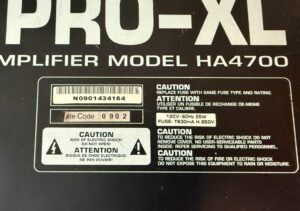 PRO-XL
MPLIFIER MODEL HA4700
N0901434184
ate Code 0902
CAUTION
RISK OF ELECTRIC SHOCK
DO NOT OPEN!
ATTENTION
RISQUE DE CHOC ELECTRIQUE
NE PAS OUVRIR
CAUTION
REPLACE FUSE WITH SAME FUSE TYPE AND RATING.
ATTENTION
UTILISER UN FUSIBLE DE RECHANGE DE MEME
TYPE ET CALIBRE.
120V~60Hz 25W
FUSE: T630mA H 250V
CAUTION
TO REDUCE THE RISK OF ELECTRIC SHOCK DO NOT
REMOVE COVER. NO USER-SERVICEABLE PARTS
INSIDE. REFER SERVICING TO QUALIFIED PERSONNEL.
CAUTION
TO REDUCE THE RISK OF FIRE OR ELECTRIC SHOCK
DO NOT EXPOSE THIS EQUIPMENT TO RAIN OR MOISTURE.